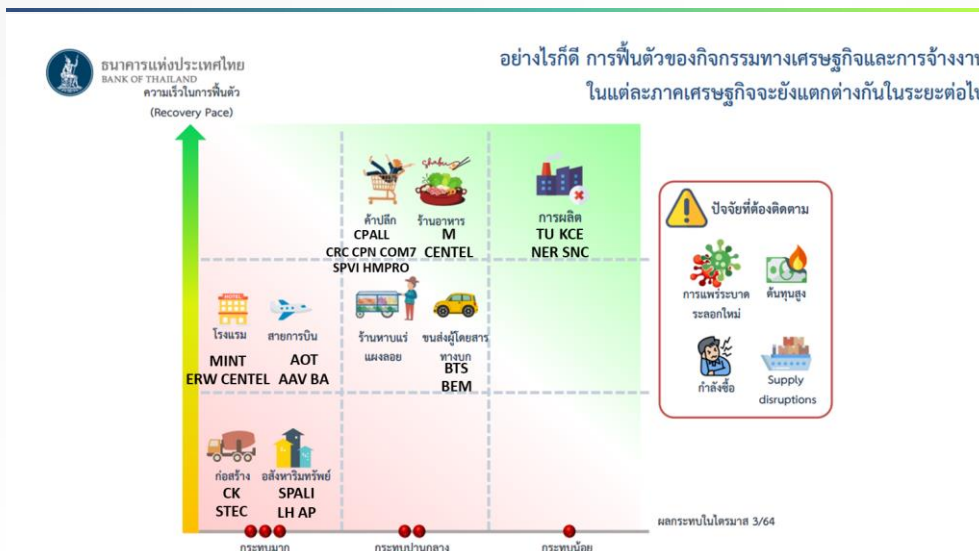 ธนาคารแห่งประเทศไทย
BANK OF THAILAND
ความเร็วในการฟื้นตัว
(Recovery Pace)
อย่างไรก็ดี การฟื้นตัวของกิจกรรมทางเศรษฐกิจและการจ้างงาน
ในแต่ละภาคเศรษฐกิจจะยังแตกต่างกันในระยะต่อไป
shabu
ค้าปลีก
CPALL
CRC CPN COM7
SPVI HMPRO
ร้านอาหาร
M
CENTEL
การผลิต
TU KCE
NER SNC
HOTEL
โรงแรม
MINT
ERW CENTEL
สายการบิน
AOT
AAV BA
ร้านหาบแร่
แผงลอย
ขนส่งผู้โดยสาร
ทางบก
BTS
BEM
ก่อสร้าง
CK
STEC
อสังหาริมทรัพย์
SPALI
LH AP
กระทบมาก
กระทบปานกลาง
กระทบน้อย
ผลกระทบในไตรมาส 3/64
ปัจจัยที่ต้องติดตาม
การแพร่ระบาด
ระลอกใหม่
ต้นทุนสูง
กำลังซื้อ
Supply
disruptions